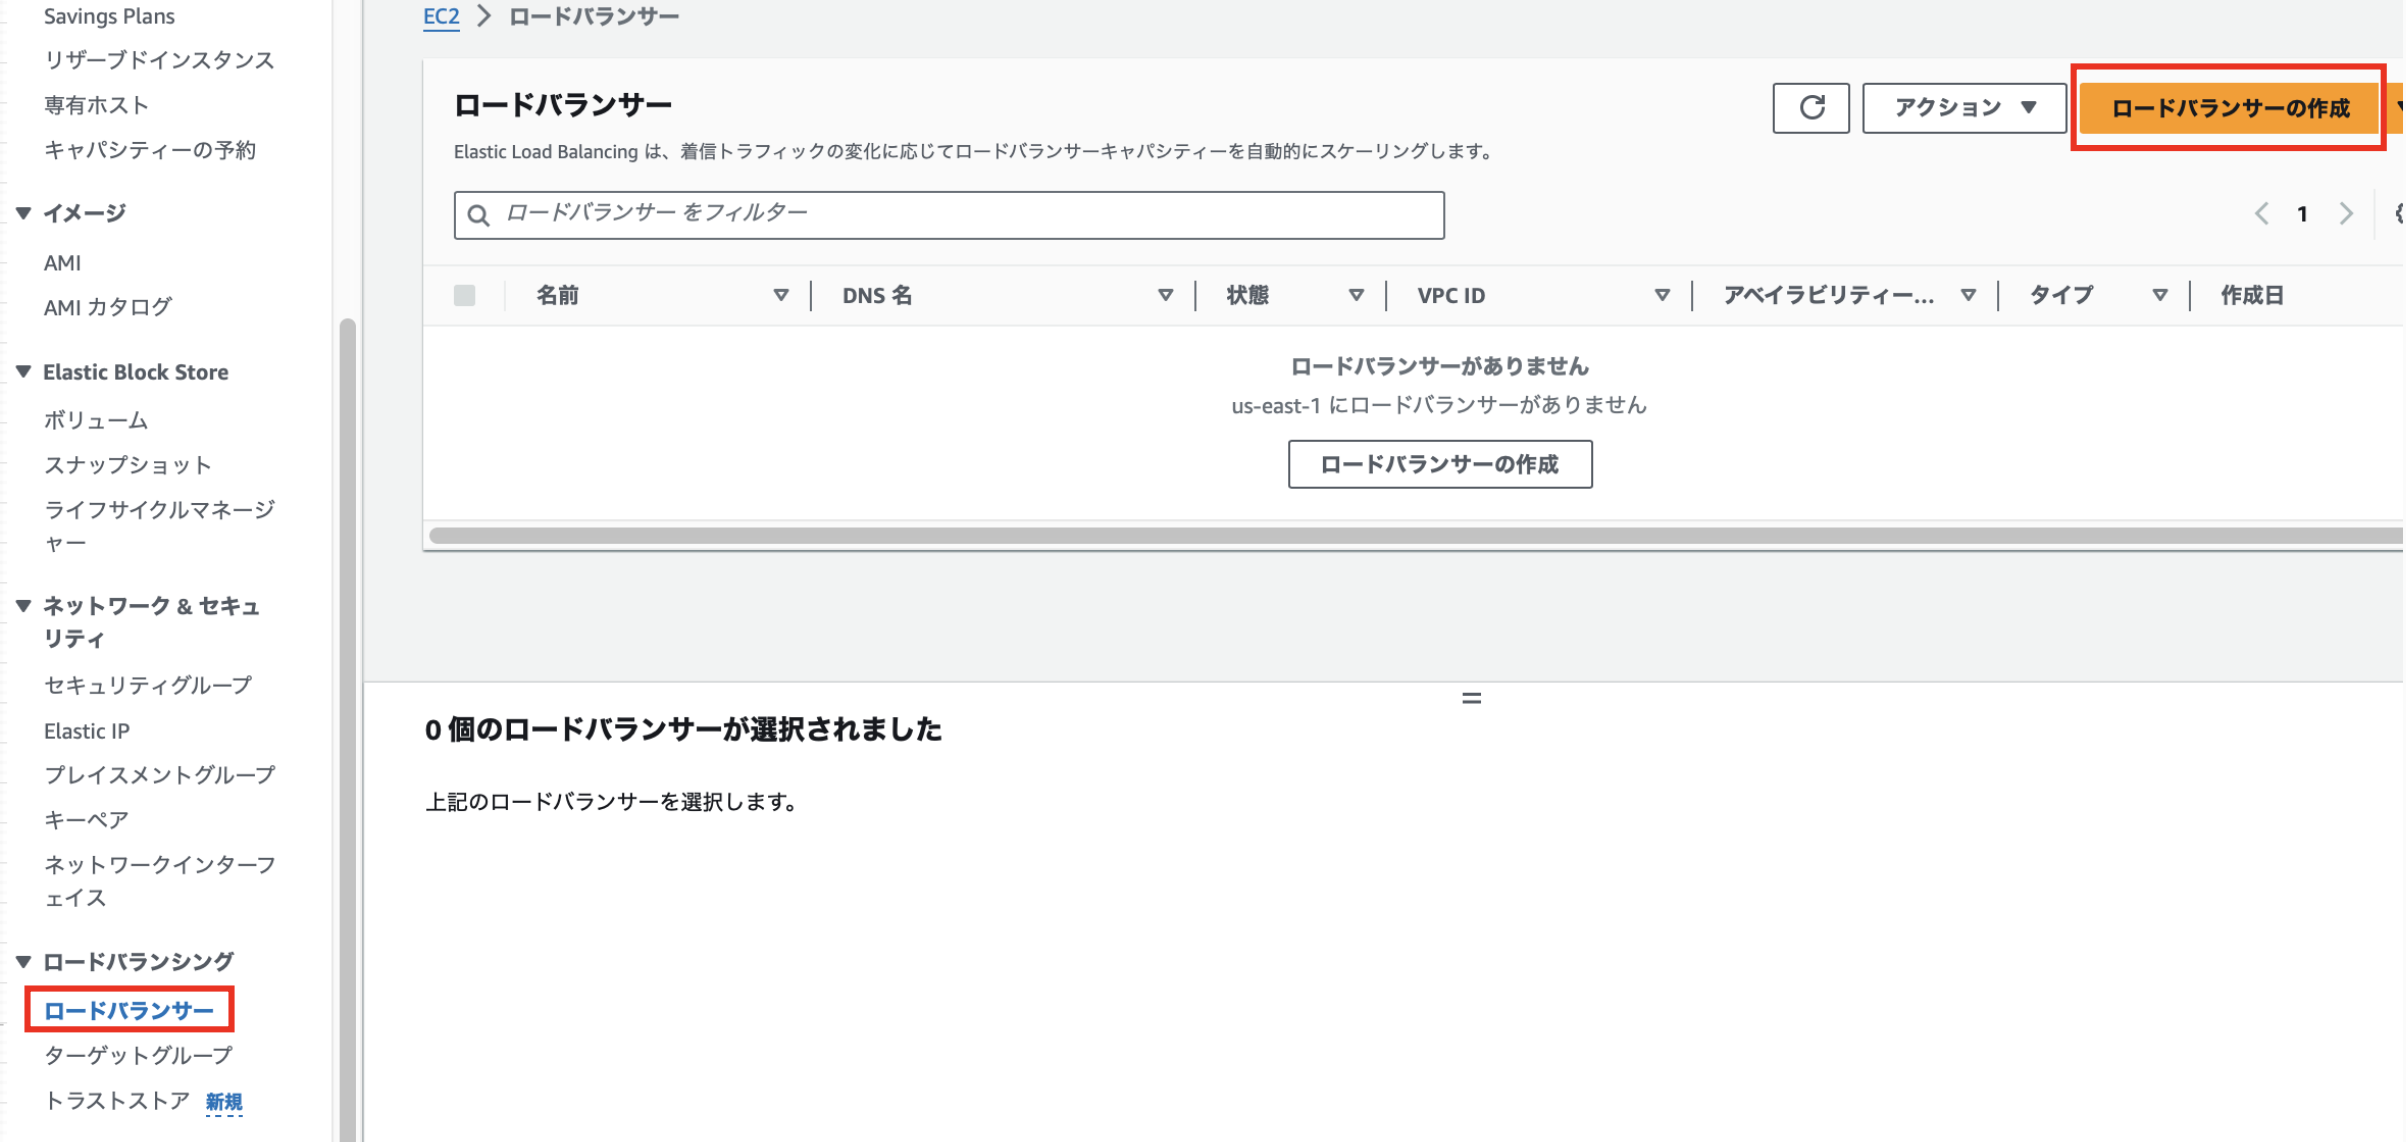 Savings Plans
リザーブドインスタンス
専有ホスト
キャパシティーの予約
イメージ
AMI
AMI カタログ
Elastic Block Store
ボリューム
スナップショット
ライフサイクルマネージ
ャー
ネットワーク & セキュ
リティ
セキュリティグループ
Elastic IP
プレイスメントグループ
キーペア
ネットワークインターフ
ェイス
ロードバランシング
ロードバランサー
ターゲットグループ
トラストストア 新規
EC2 ロードバランサー
ロードバランサー
アクション
ロードバランサーの作成
Elastic Load Balancing は、着信トラフィックの変化に応じてロードバランサーキャパシティーを自動的にスケーリングします。
ロードバランサー をフィルター
1
名前 DNS 名 状態 VPC ID アベイラビリティー... タイプ 作成日
ロードバランサーがありません
us-east-1 にロードバランサーがありません
ロードバランサーの作成
0 個のロードバランサーが選択されました
上記のロードバランサーを選択します。